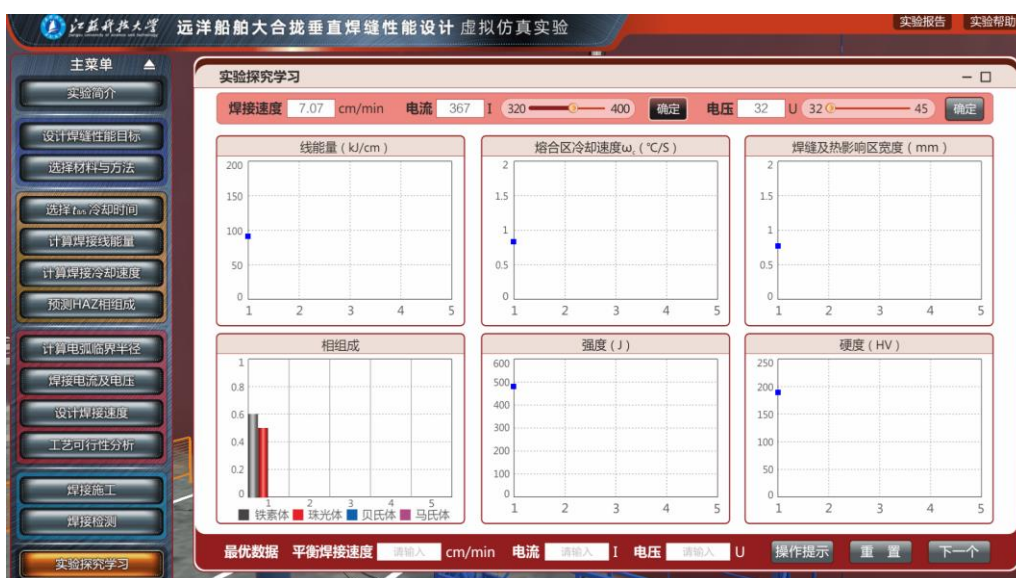 江苏科技大学 远洋船舶大合拢垂直焊缝性能设计 虚拟仿真实验 实验报告 实验帮助
主菜单
实验简介
设计焊缝性能目标
选择材料与方法
选择 t8/5 冷却时间
计算焊接线能量
计算焊接冷却速度
预测HAZ相组成
计算电弧临界半径
焊接电流及电压
设计焊接速度
工艺可行性分析
焊接施工
焊接检测
实验探究学习
实验探究学习
焊接速度 7.07 cm/min 电流 367 I 320 400 确定 电压 32 U 32 45 确定
线能量 ( kJ/cm )
200
150
100
50
0
1 2 3 4 5
熔合区冷却速度ωc ( ℃/S )
2
1.5
1
0.5
0
1 2 3 4 5
焊缝及热影响区宽度 ( mm )
2
1.5
1
0.5
0
1 2 3 4 5
相组成
1
0.8
0.6
0.4
0.2
0
1 2 3 4 5
铁素体 珠光体 贝氏体 马氏体
强度 ( J )
600
500
400
300
200
100
0
1 2 3 4 5
硬度 ( HV )
250
200
150
100
50
0
1 2 3 4 5
最优数据 平衡焊接速度 请输入 cm/min 电流 请输入 I 电压 请输入 U 操作提示 重 置 下一个